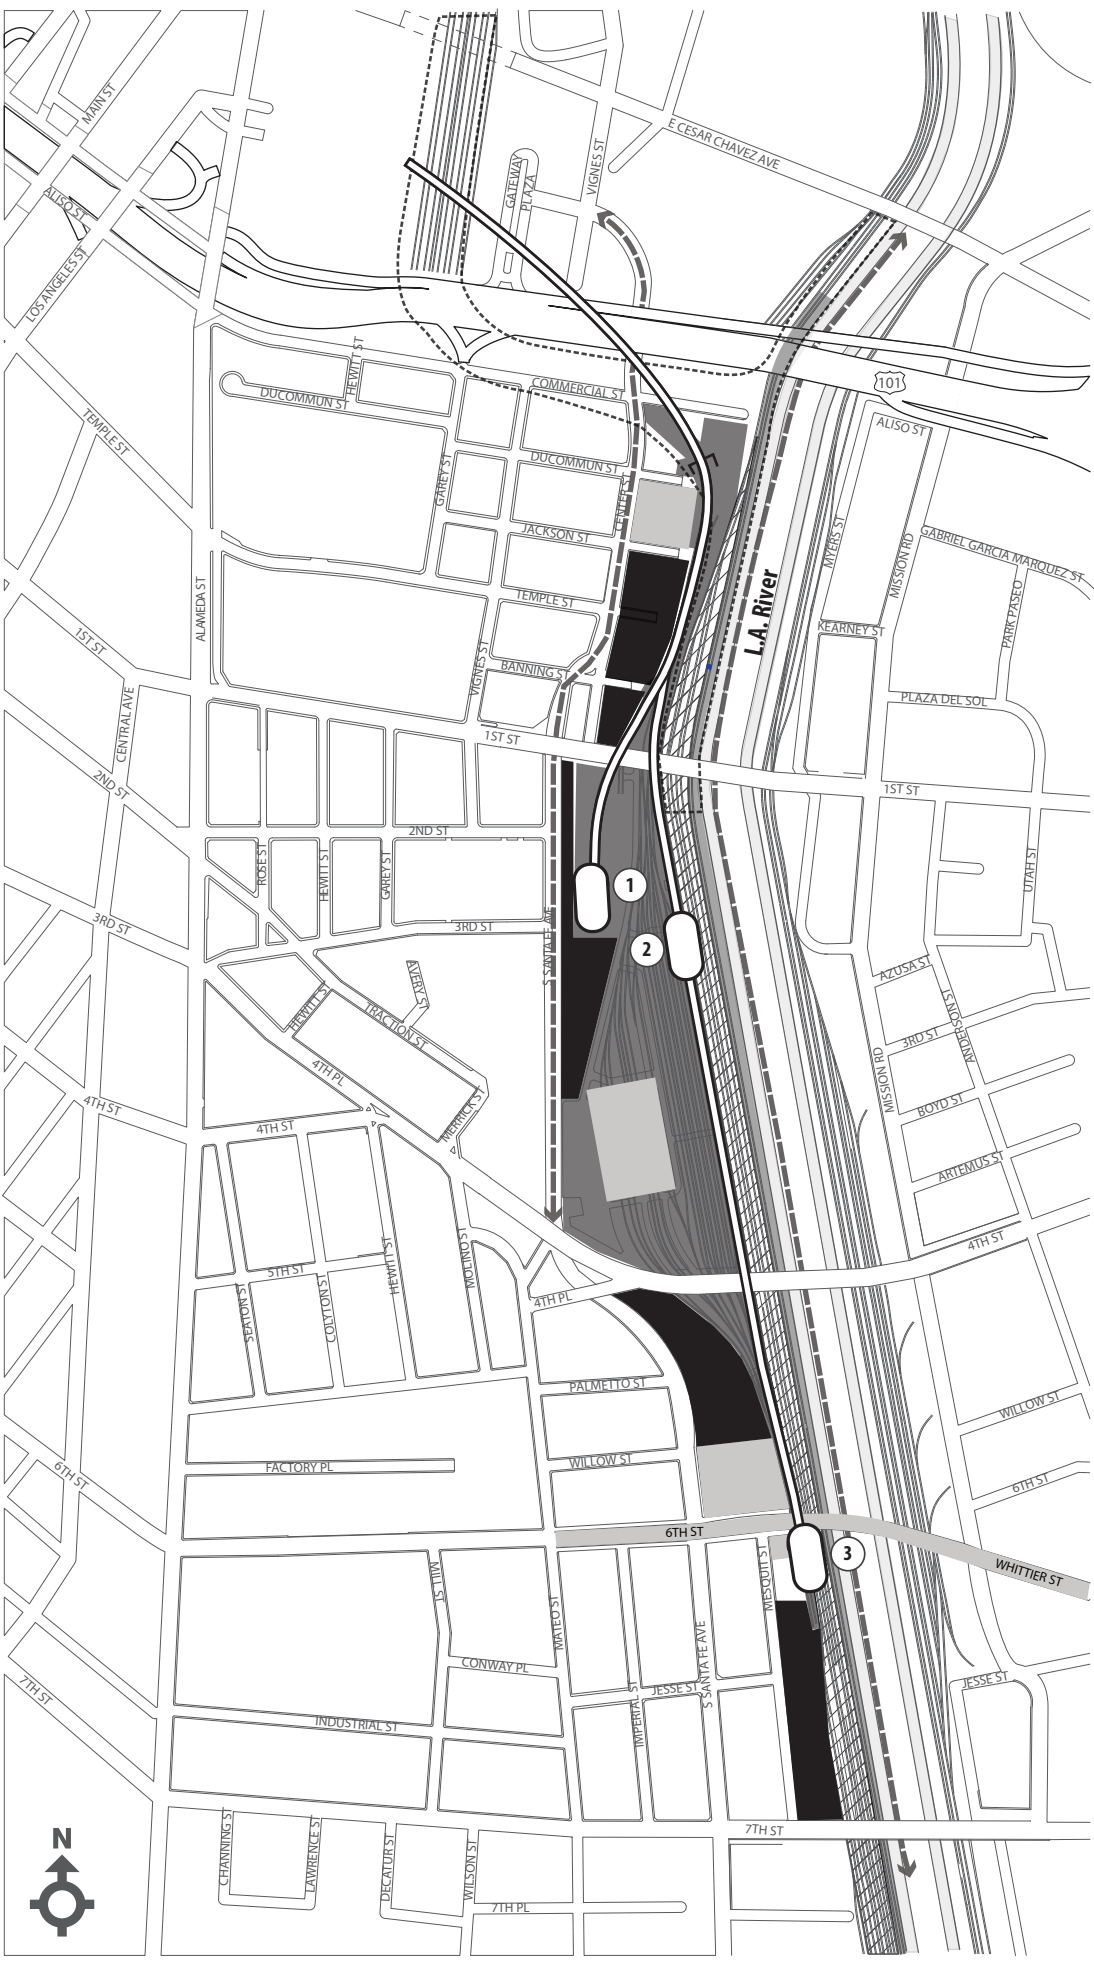 MAIN ST
E CESAR CHAVEZ AVE
VIGNES ST
GATEWAY
PLAZA
ALISO ST
LOS ANGELES ST
101
HEWITT ST
COMMERCIAL ST
DUCOMMUN ST
ALISO ST
TEMPLE ST
DUCOMMUN ST
GAREY ST
CENTER ST
JACKSON ST
MYERS ST
MISSION RD
GABRIEL GARCIA MARQUEZ ST
L.A. River
ALAMEDA ST
TEMPLE ST
PARK PASEO
1ST ST
KEARNEY ST
VIGNES ST
BANNING ST
PLAZA DEL SOL
CENTRAL AVE
1ST ST
2ND ST
1ST ST
2ND ST
ROSE ST
HEWITT ST
GAREY ST
UTAH ST
1
3RD ST
3RD ST
S SANTA FE AVE
2
AZUSA ST
AVERY ST
HEWITT ST
TRACTION ST
3RD ST
ANDERSON ST
4TH PL
MISSION RD
4TH ST
MERRICK ST
BOYD ST
4TH ST
ARTEMUS ST
4TH ST
5TH ST
HEWITT ST
MOLINO ST
SEATON ST
COLYTON ST
4TH PL
PALMETTO ST
WILLOW ST
FACTORY PL
WILLOW ST
6TH ST
6TH ST
6TH ST
3
WHITTIER ST
MILL ST
MESQUIT ST
MATEO ST
S SANTA FE AVE
CONWAY PL
JESSE ST
JESSE ST
7TH ST
IMPERIAL ST
INDUSTRIAL ST
7TH ST
N
CHANNING ST
LAWRENCE ST
DECATUR ST
WILSON ST
7TH PL